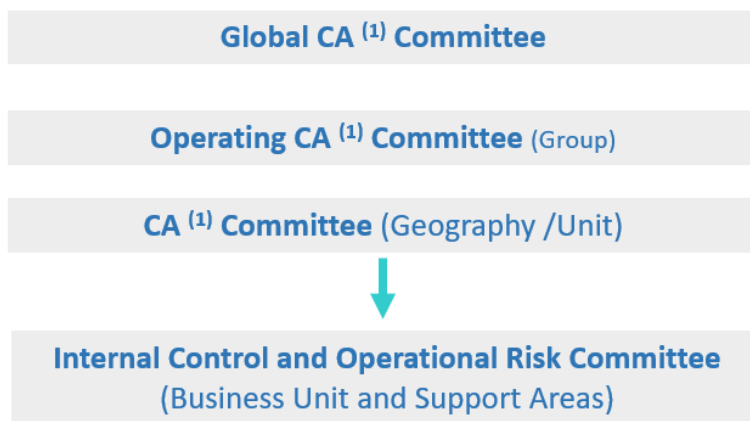 Global CA (1) Committee
Operating CA (1) Committee (Group)
CA (1) Committee (Geography /Unit)
Internal Control and Operational Risk Committee
(Business Unit and Support Areas)